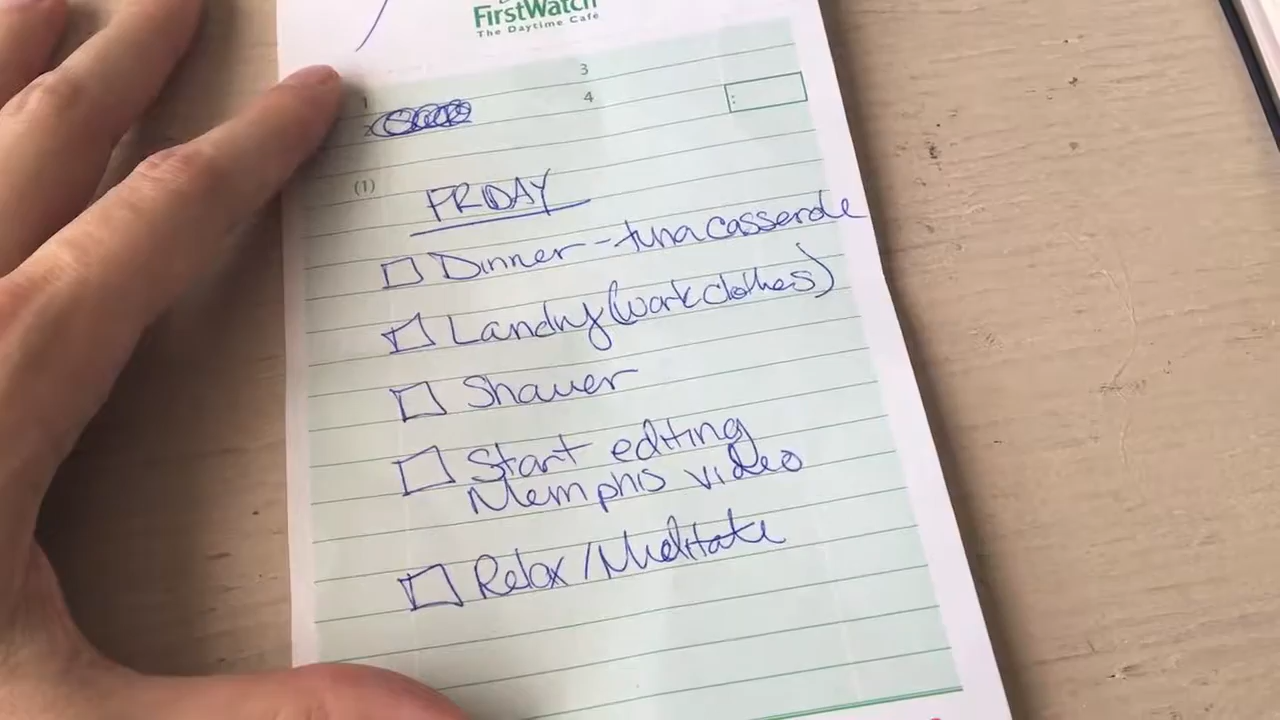 FirstWatch
The Daytime Café
3
1
4
:
2
(1)
FRIDAY
Dinner - tuna casserole
Landry (work clothes)
Shower
Start editing
Memphis video
Relax / Meditate